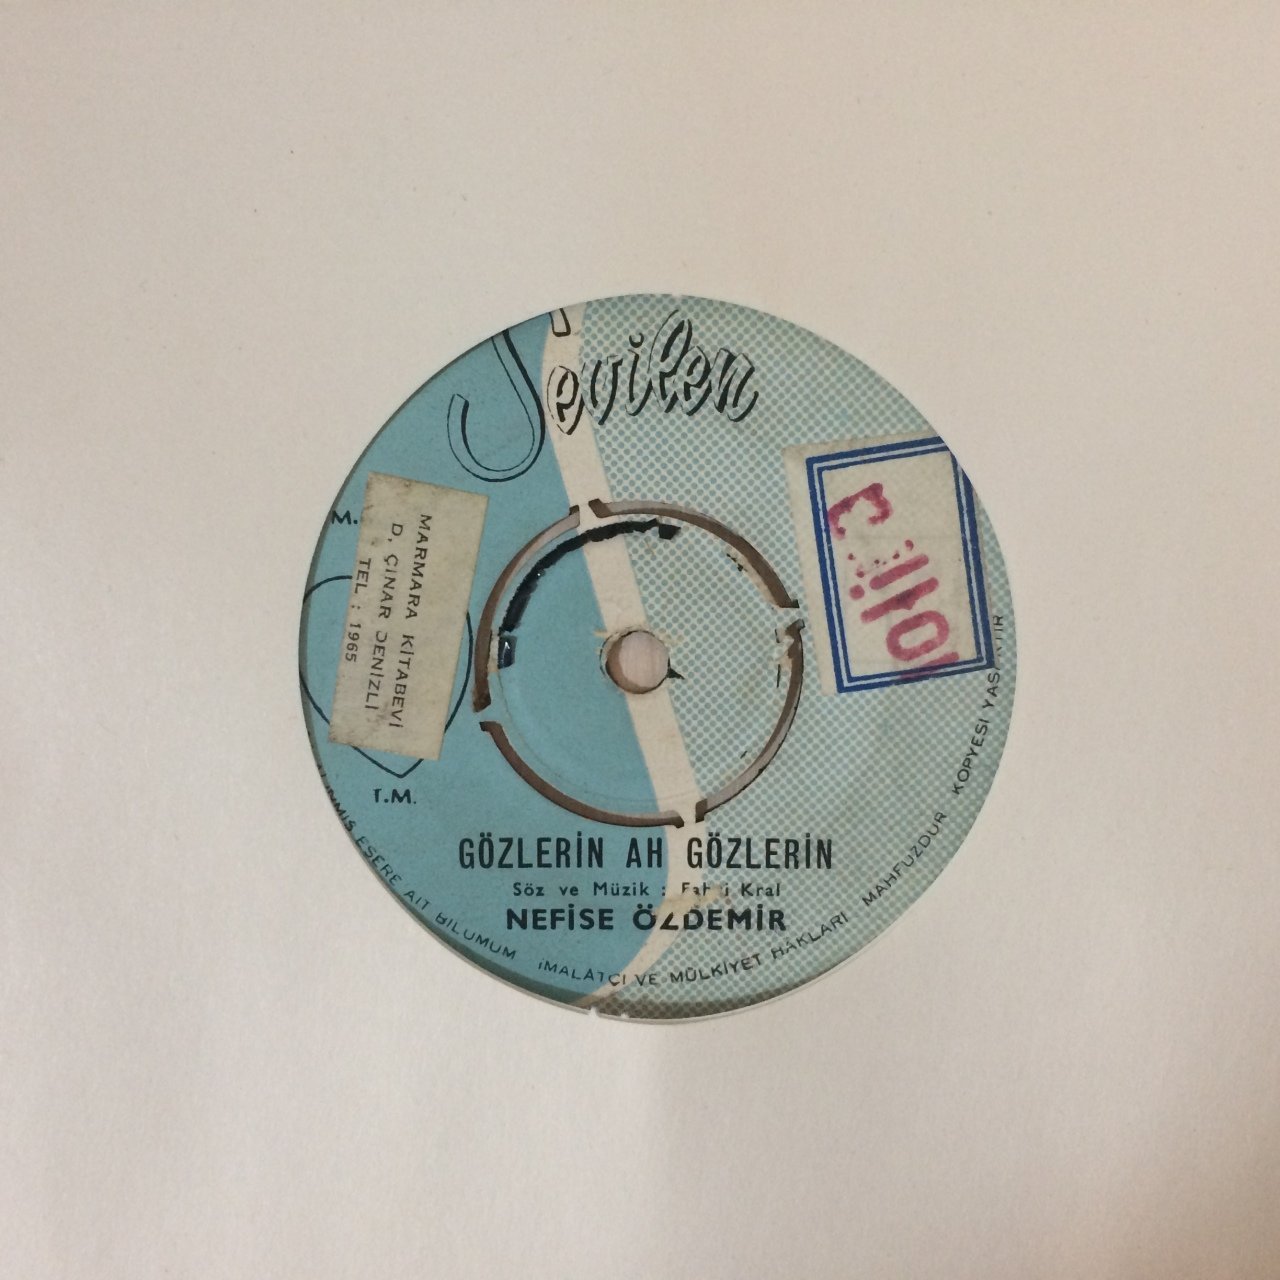 Sevilen
M.
MARMARA KİTABEVİ
D. ÇINAR DENİZLİ
TEL : 1965
T.M.
GÖZLERİN AH GÖZLERİN
Söz ve Müzik : Kral
NEFİSE ÖZDEMİR
ESERE AİT BİLUMUM İMALATÇI VE MÜLKİYET HAKLARI MAHFUZDUR KOPYESİ